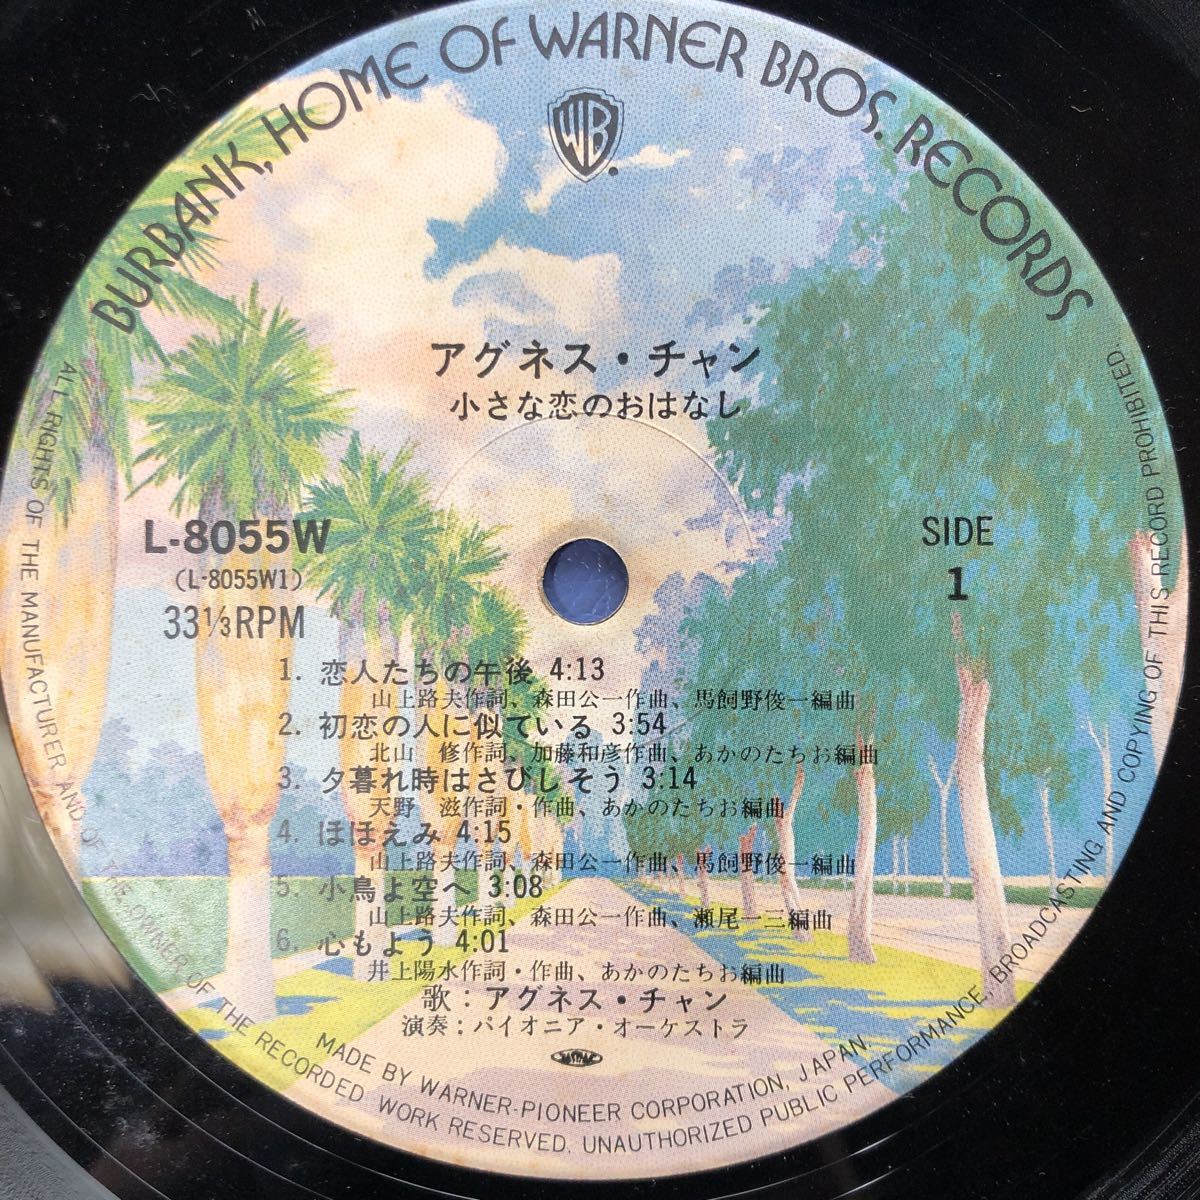 BURBANK, HOME OF WARNER BROS. RECORDS
WB
アグネス・チャン
小さな恋のおはなし
L-8055W
(L-8055W1)
33⅓RPM
SIDE
1
1. 恋人たちの午後 4:13
山上路夫作詞、森田公一作曲、馬飼野俊一編曲
2. 初恋の人に似ている 3:54
北山 修作詞、加藤和彦作曲、あかのたちお編曲
3. 夕暮れ時はさびしそう 3:14
天野 滋作詞・作曲、あかのたちお編曲
4. ほほえみ 4:15
山上路夫作詞、森田公一作曲、馬飼野俊一編曲
5. 小鳥よ空へ 3:08
山上路夫作詞、森田公一作曲、瀬尾一三編曲
6. 心もよう 4:01
井上陽水作詞・作曲、あかのたちお編曲
歌：アグネス・チャン
演奏：パイオニア・オーケストラ
MADE BY WARNER-PIONEER CORPORATION, JAPAN.
ALL RIGHTS OF THE MANUFACTURER AND OF THE OWNER OF THE RECORDED WORK RESERVED. UNAUTHORIZED PUBLIC PERFORMANCE, BROADCASTING AND COPYING OF THIS RECORD PROHIBITED.